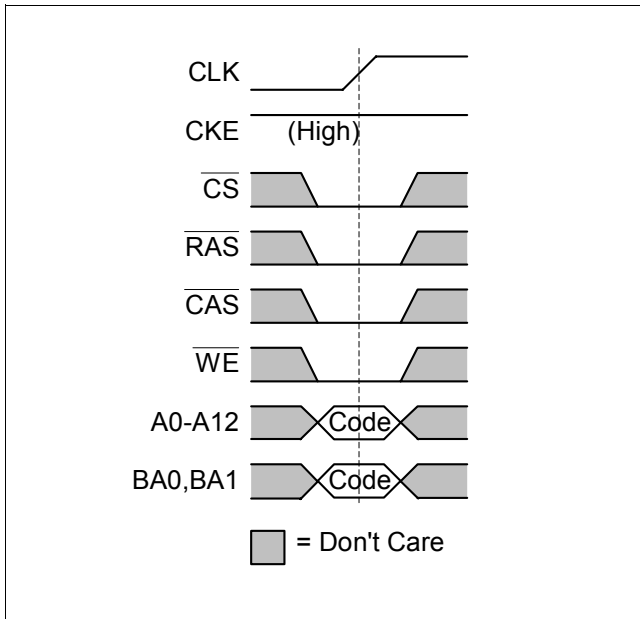 CLK
CKE (High)
CS
RAS
CAS
WE
A0-A12 Code
BA0,BA1 Code
= Don't Care